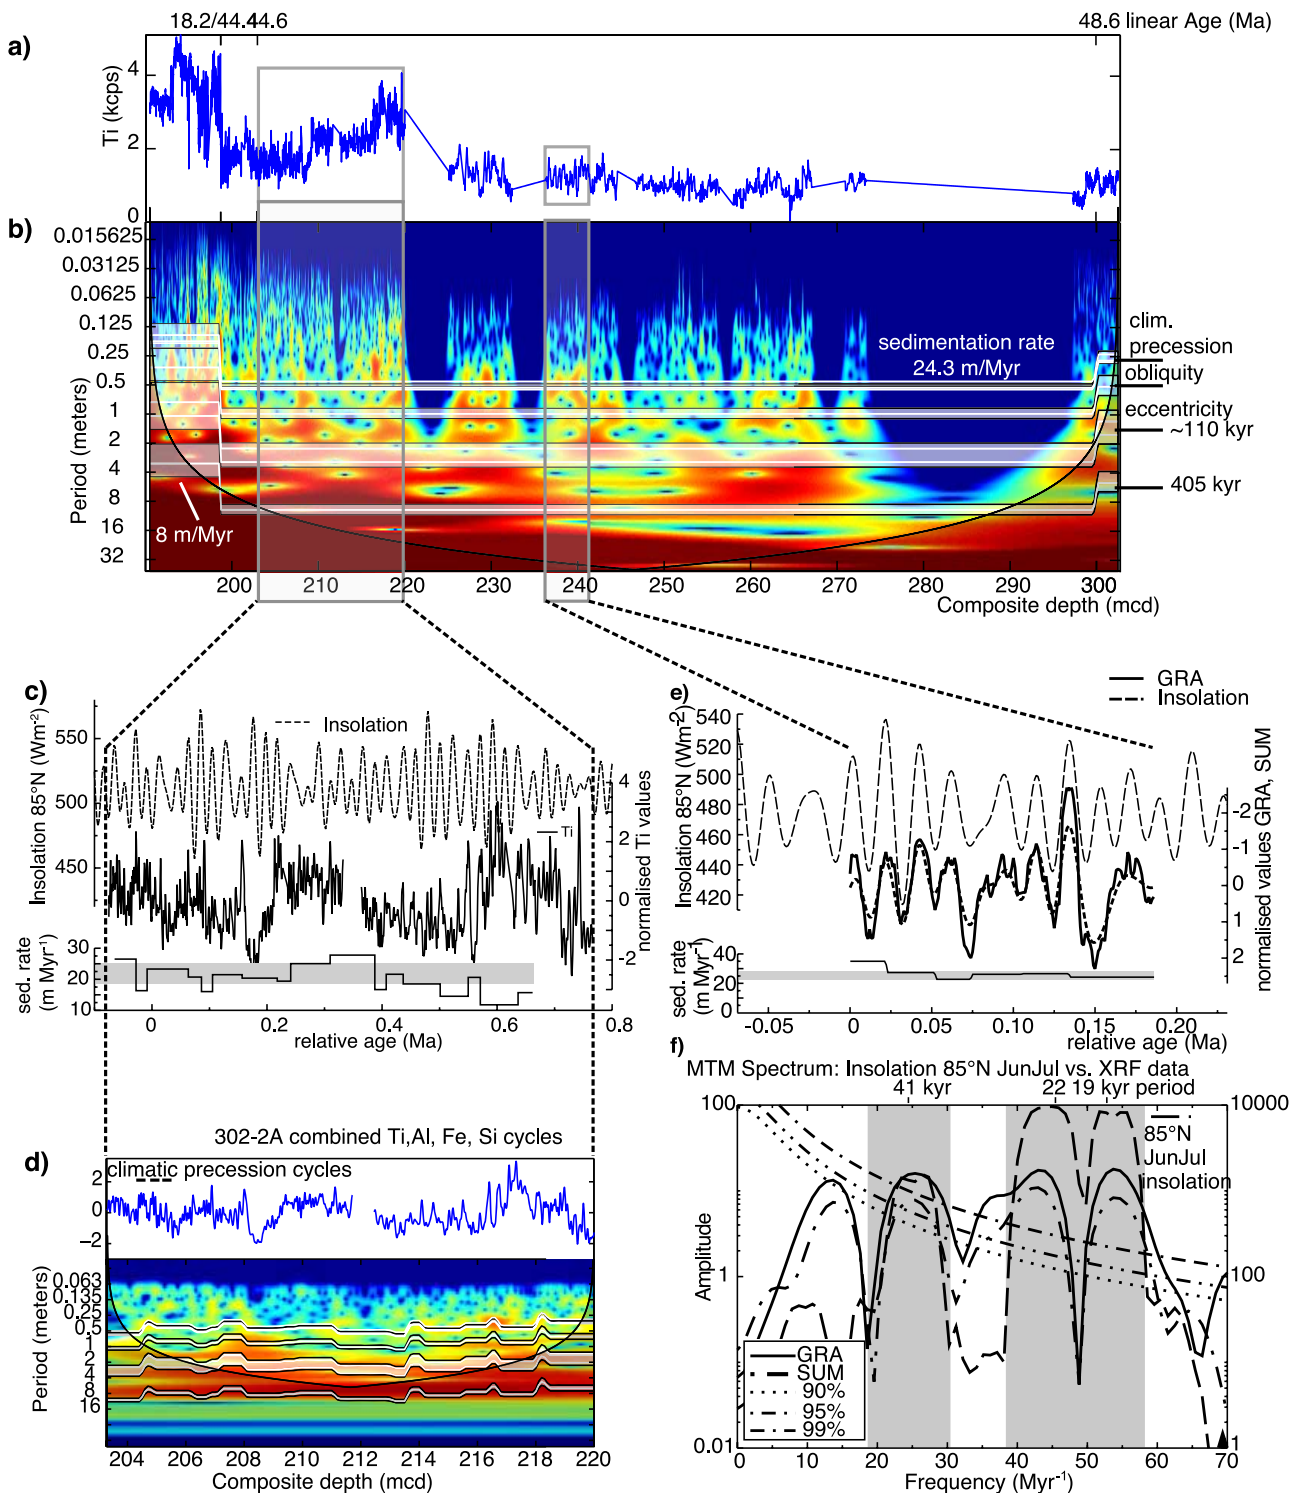 18.2/44.4 44.6 48.6 linear Age (Ma)
a)
Ti (kcps)
4
2
0
b)
Period (meters)
0.015625
0.03125
0.0625
0.125
0.25
0.5
1
2
4
8
16
32
sedimentation rate
24.3 m/Myr
8 m/Myr
clim.
precession
obliquity
eccentricity
~110 kyr
405 kyr
200 210 220 230 240 250 260 270 280 290 300
Composite depth (mcd)
c)
Insolation 85°N (Wm-2)
550
500
450
Insolation
Ti
4
2
0
-2
normalised Ti values
sed. rate
(m Myr-1)
30
20
10
0 0.2 0.4 0.6 0.8
relative age (Ma)
e)
GRA
Insolation
Insolation 85°N (Wm-2)
540
520
500
480
460
440
420
-2
-1
0
1
2
normalised values GRA, SUM
sed. rate
(m Myr-1)
40
30
20
10
0
-0.05 0 0.05 0.10 0.15 0.20
relative age (Ma)
302-2A combined Ti,Al, Fe, Si cycles
d)
climatic precession cycles
2
0
−2
Period (meters)
0.063
0.135
0.25
0.5
1
2
4
8
16
204 206 208 210 212 214 216 218 220
Composite depth (mcd)
f)
MTM Spectrum: Insolation 85°N JunJul vs. XRF data
41 kyr 22 19 kyr period
100
1
0.01
Amplitude
10000
100
1
85°N
JunJul
insolation
GRA
SUM
90%
95%
99%
0 10 20 30 40 50 60 70
Frequency (Myr-1)